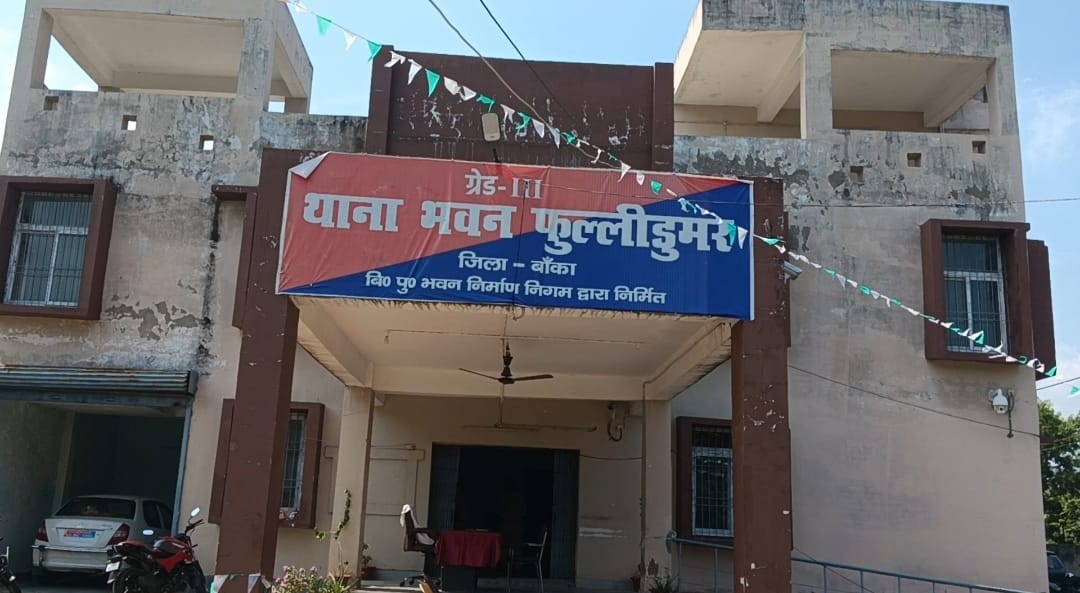 ग्रेड-III
थाना भवन फुल्लीडुमर
जिला - बाँका
बि० पु० भवन निर्माण निगम द्वारा निर्मित